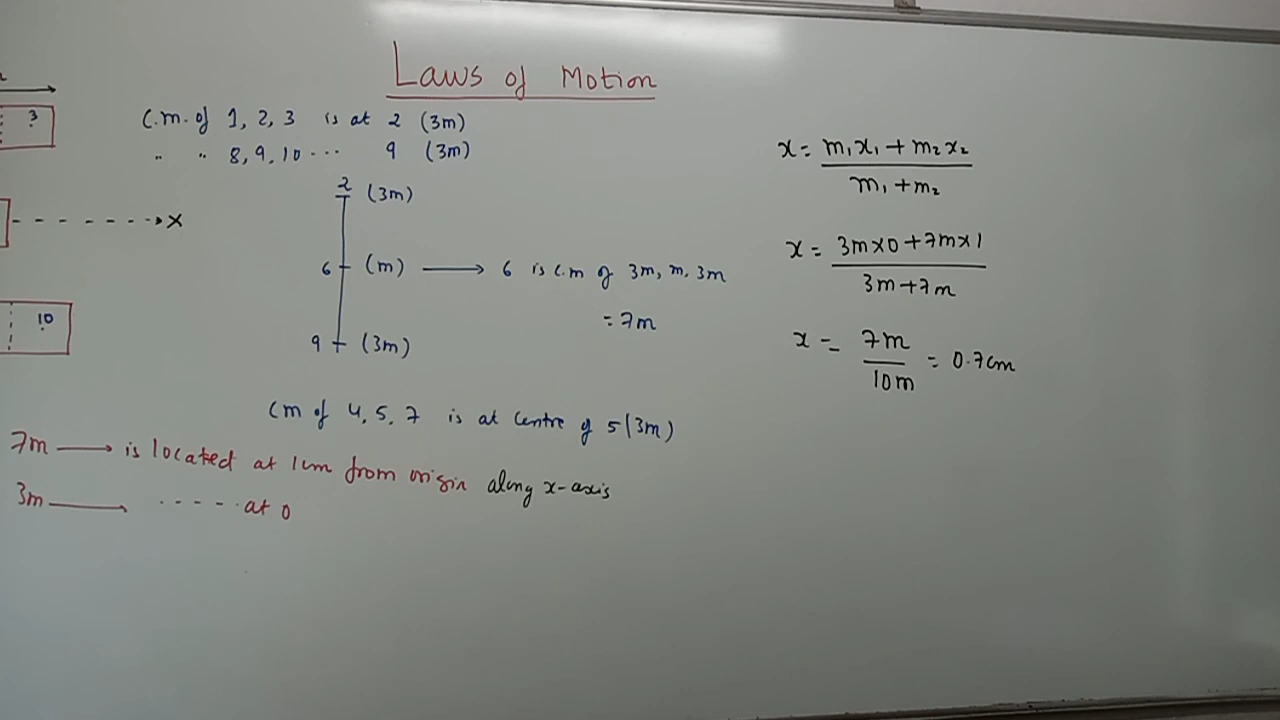 Laws of Motion
3
C.m. of 1, 2, 3 is at 2 (3m)
" " 8, 9, 10 ... 9 (3m)
2 (3m)
x
6 (m) → 6 is c.m of 3m, m, 3m
= 7m
10
9 (3m)
Cm of 4, 5, 7 is at centre of 5 (3m)
7m → is located at 1cm from origin along x-axis
3m → ..... at 0
x = m₁x₁ + m₂x₂ / m₁ + m₂
x = 3m×0 + 7m×1 / 3m + 7m
x = 7m / 10m = 0.7cm